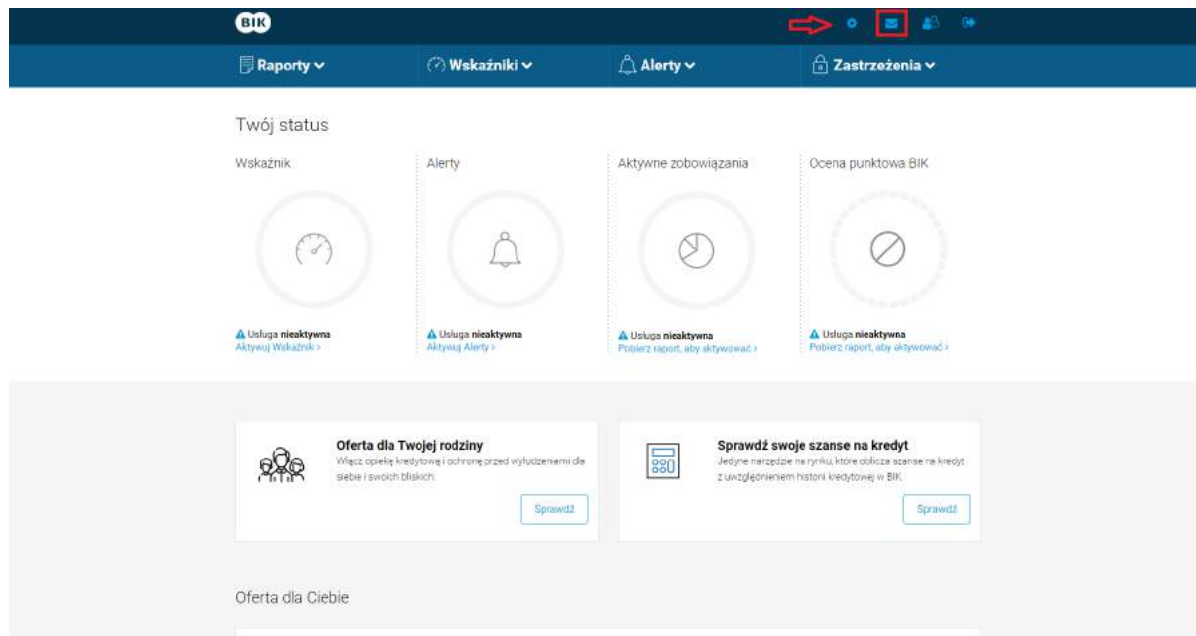 BIK
Raporty
Wskaźniki
Alerty
Zastrzeżenia
Twój status
Wskaźnik
Alerty
Aktywne zobowiązania
Ocena punktowa BIK
Usługa nieaktywna
Aktywuj Wskaźnik >
Usługa nieaktywna
Aktywuj Alerty >
Usługa nieaktywna
Pobierz raport, aby aktywować >
Usługa nieaktywna
Pobierz raport, aby aktywować >
Oferta dla Twojej rodziny
Włącz opiekę kredytową i ochronę przed wyłudzeniami dla
siebie i swoich bliskich.
Sprawdź
Sprawdź swoje szanse na kredyt
Jedyne narzędzie na rynku, które oblicza szanse na kredyt
z uwzględnieniem historii kredytowej w BIK.
Sprawdź
Oferta dla Ciebie